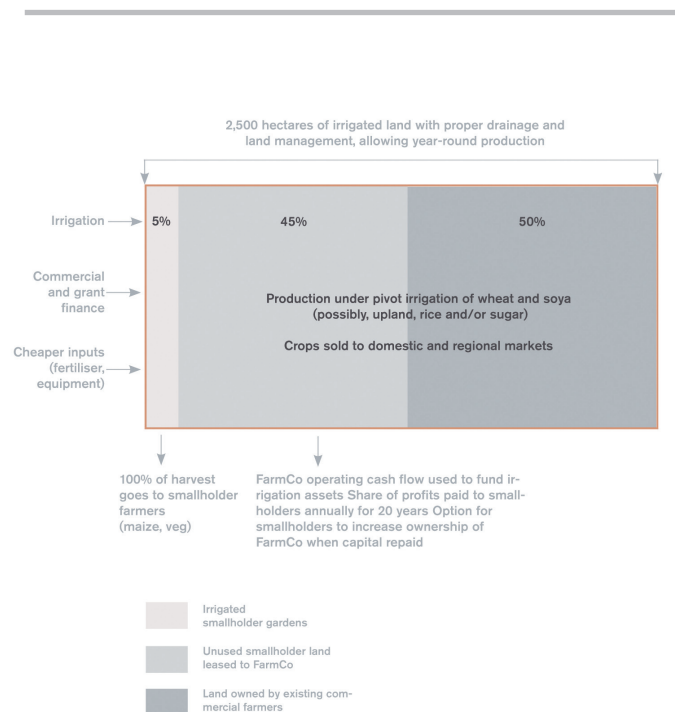 2,500 hectares of irrigated land with proper drainage and
land management, allowing year-round production
Irrigation
5%
45%
50%
Commercial
and grant
finance
Production under pivot irrigation of wheat and soya
(possibly, upland, rice and/or sugar)
Crops sold to domestic and regional markets
Cheaper inputs
(fertiliser,
equipment)
100% of harvest
goes to smallholder
farmers
(maize, veg)
FarmCo operating cash flow used to fund ir-
rigation assets Share of profits paid to small-
holders annually for 20 years Option for
smallholders to increase ownership of
FarmCo when capital repaid
Irrigated
smallholder gardens
Unused smallholder land
leased to FarmCo
Land owned by existing com-
mercial farmers